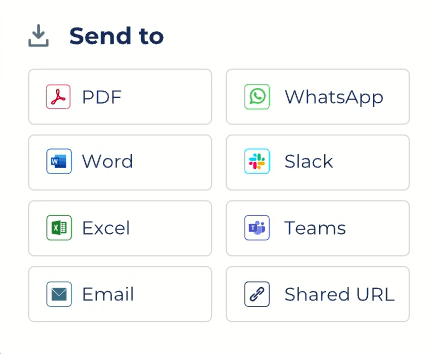 Send to
PDF
WhatsApp
Word
Slack
Excel
Teams
Email
Shared URL